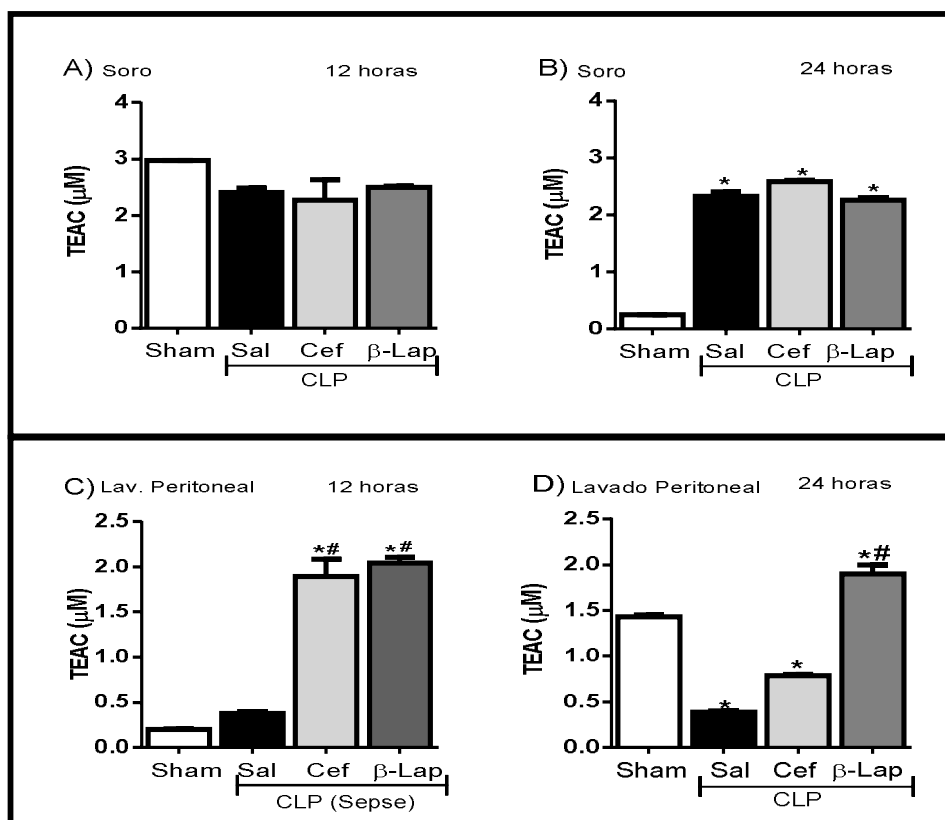 A) Soro 12 horas
TEAC (μM)
4
3
2
1
0
Sham Sal Cef β-Lap
CLP
B) Soro 24 horas
TEAC (μM)
4
3
2
1
0
* * *
Sham Sal Cef β-Lap
CLP
C) Lav. Peritoneal 12 horas
TEAC (μM)
2.5
2.0
1.5
1.0
0.5
0.0
*# *#
Sham Sal Cef β-Lap
CLP (Sepse)
D) Lavado Peritoneal 24 horas
TEAC (μM)
2.5
2.0
1.5
1.0
0.5
0.0
* * *#
Sham Sal Cef β-Lap
CLP